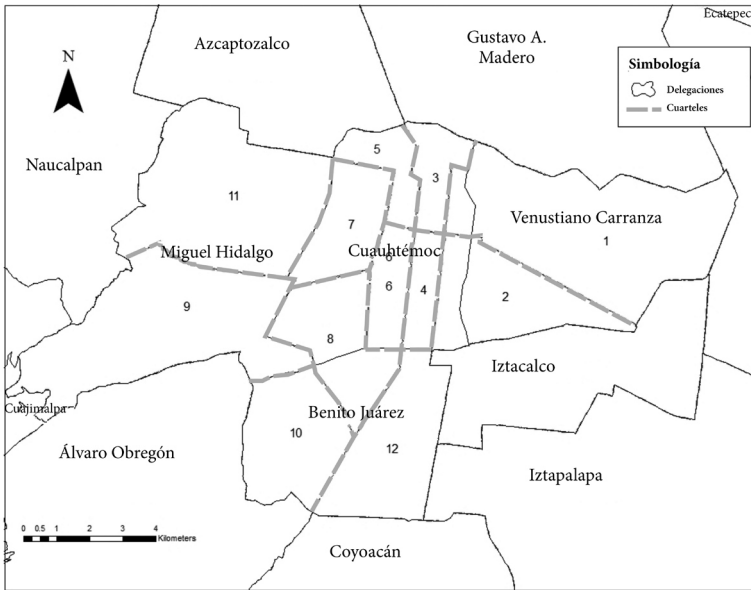 Ecatepec
Azcaptozalco
Gustavo A.
Madero
N
Simbología
Delegaciones
Cuarteles
Naucalpan
5
3
11
7
Venustiano Carranza
1
Miguel Hidalgo
Cuauhtémoc
6
6
4
2
9
8
Iztacalco
Cuajimalpa
Benito Juárez
10
12
Álvaro Obregón
Iztapalapa
0 0.5 1 2 3 4
Kilometers
Coyoacán